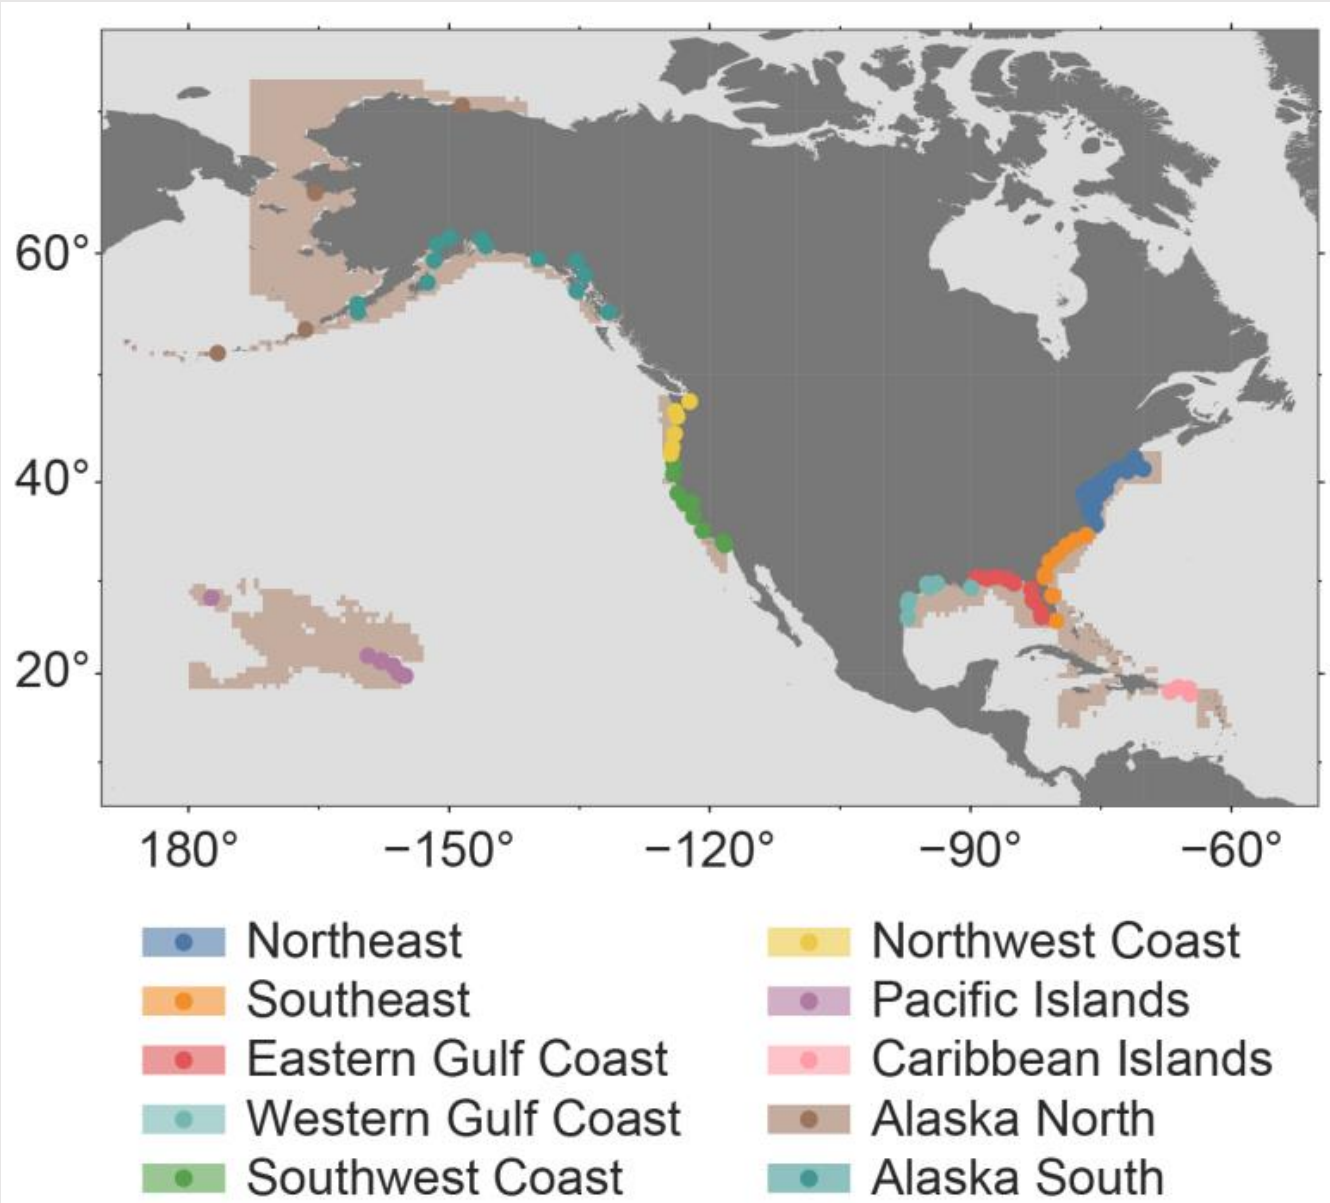 60°
40°
20°
180° −150° −120° −90° −60°
Northeast
Southeast
Eastern Gulf Coast
Western Gulf Coast
Southwest Coast
Northwest Coast
Pacific Islands
Caribbean Islands
Alaska North
Alaska South